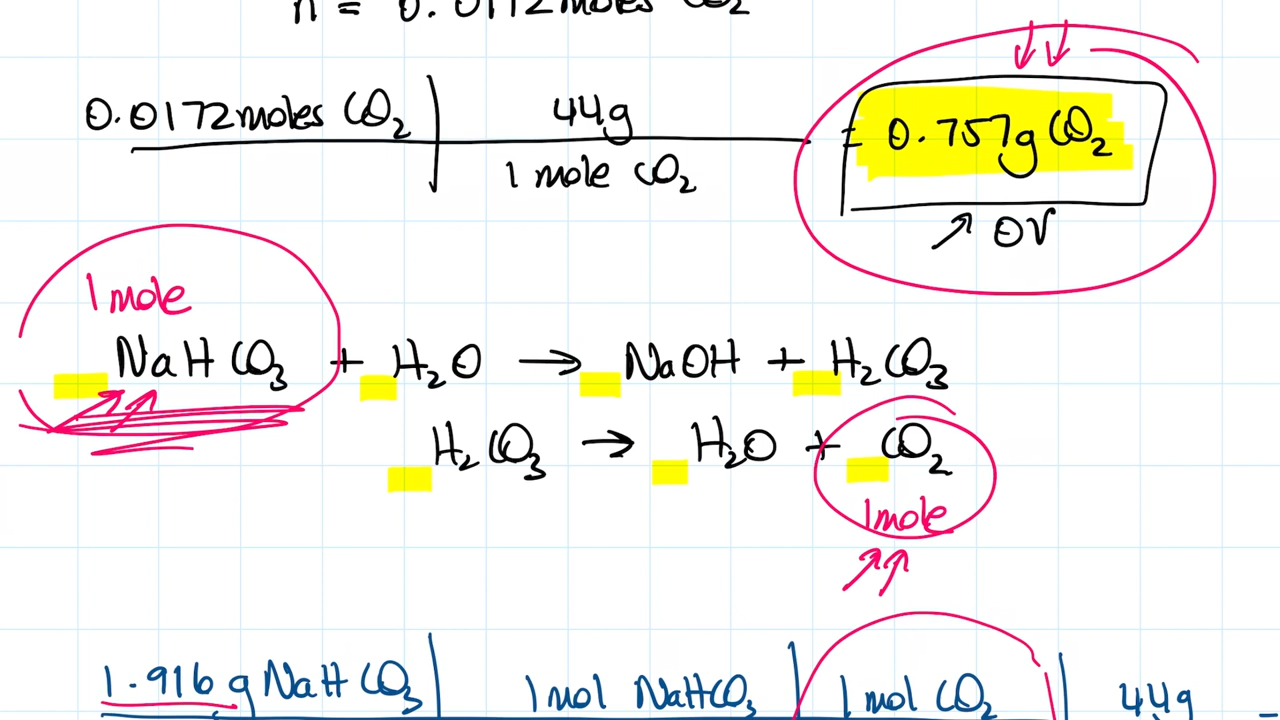 n = 0.0172 moles CO₂
0.0172 moles CO₂ | 44g = 0.757g CO₂
1 mole CO₂
OV
1 mole
NaHCO₃ + H₂O → NaOH + H₂CO₃
H₂CO₃ → H₂O + CO₂
1 mole
1.916 g NaHCO₃ | 1 mol NaHCO₃ | 1 mol CO₂ | 44g =